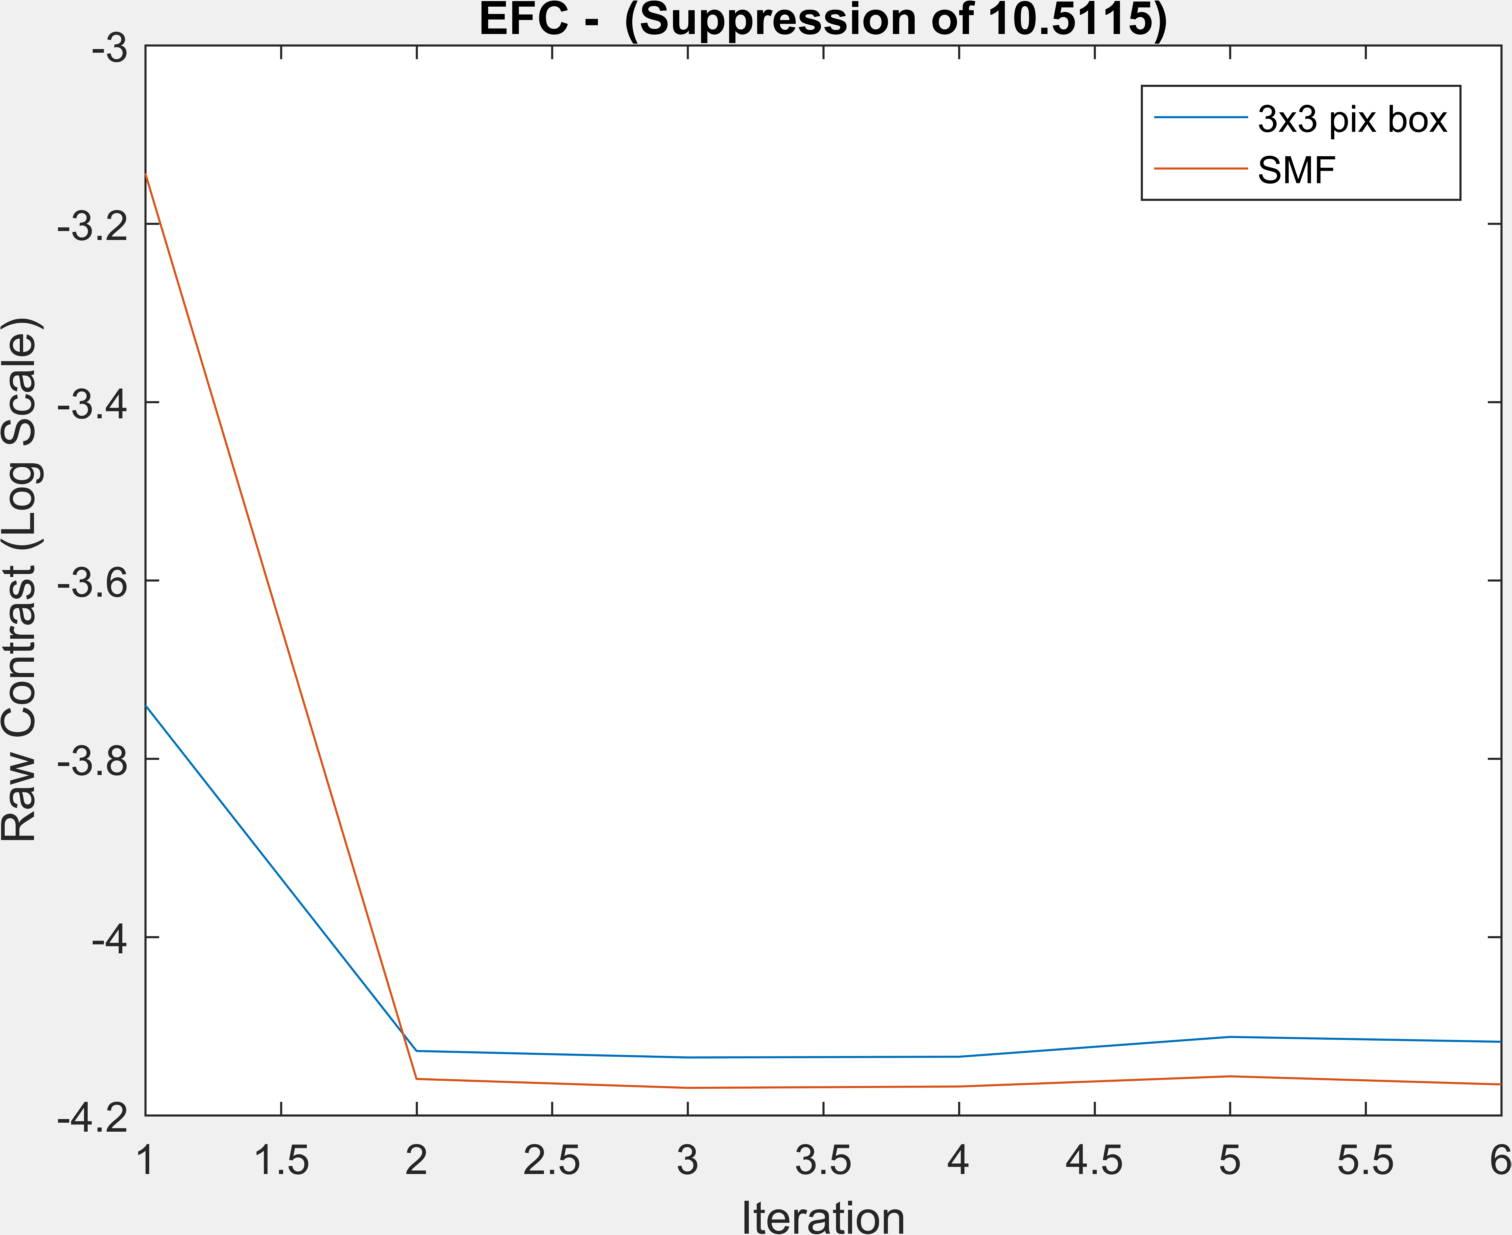 EFC -  (Suppression of 10.5115)
-3
-3.2
-3.4
-3.6
-3.8
-4
-4.2
Raw Contrast (Log Scale)
3x3 pix box
SMF
1 1.5 2 2.5 3 3.5 4 4.5 5 5.5 6
Iteration